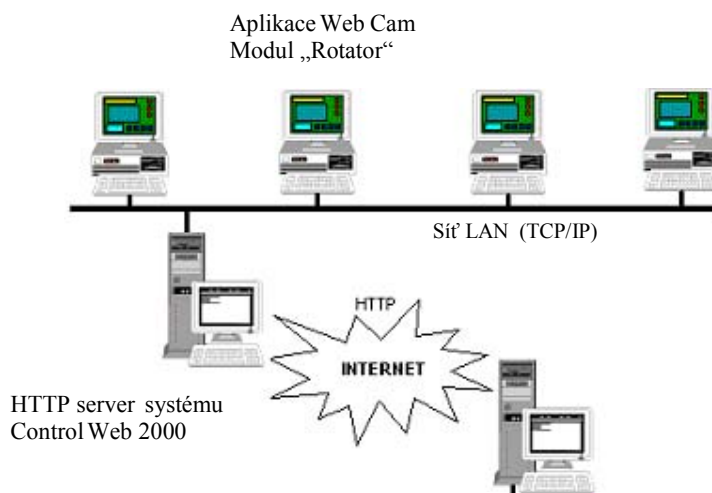 Aplikace Web Cam
Modul „Rotator“
Síť LAN (TCP/IP)
HTTP
INTERNET
HTTP server systému
Control Web 2000